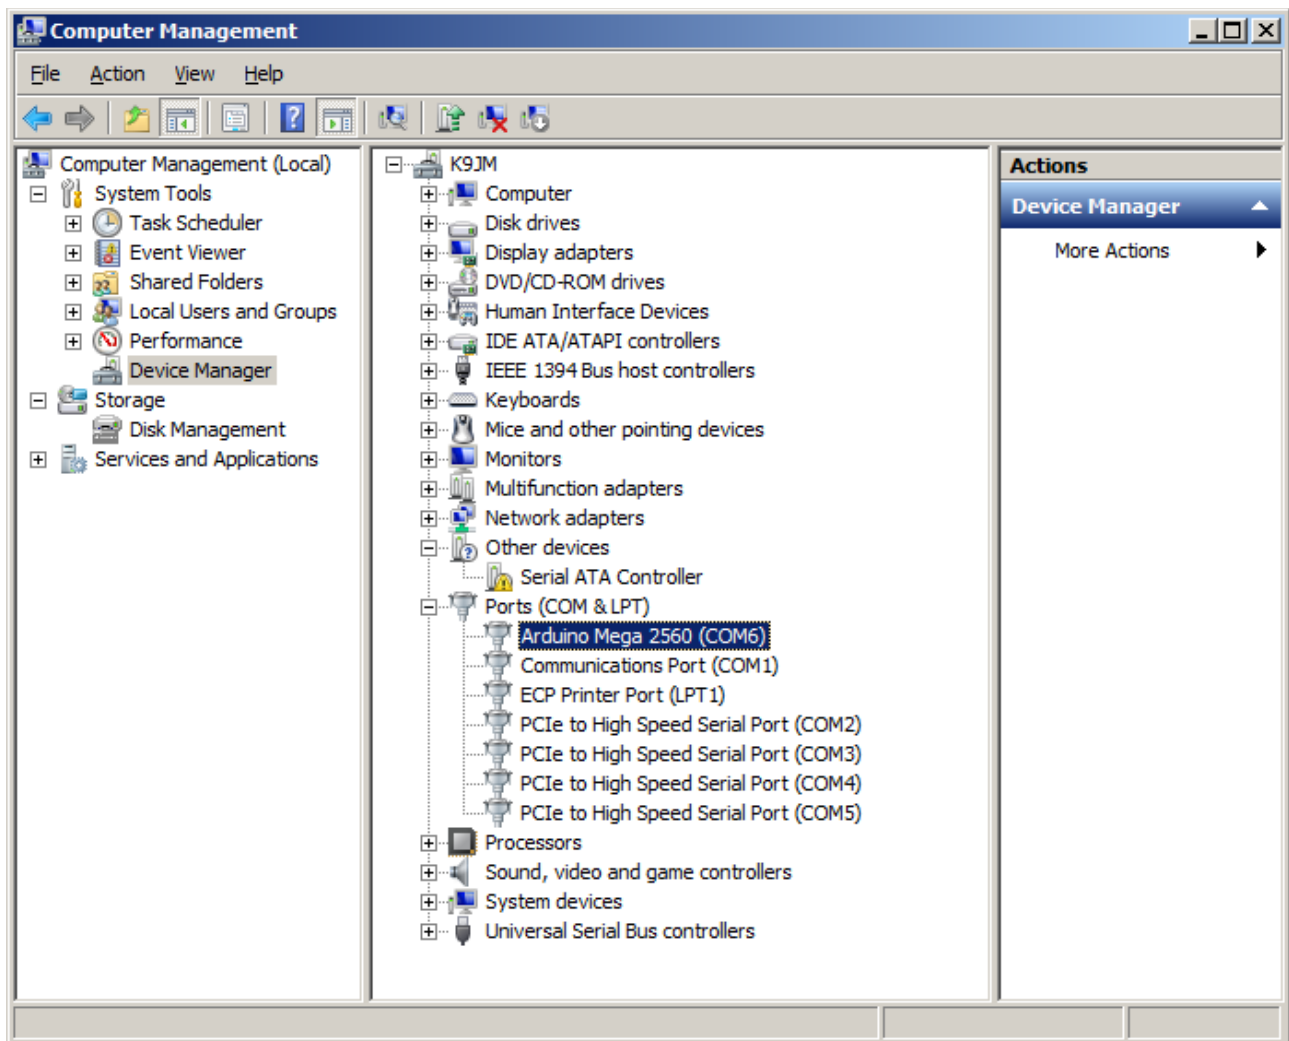 Computer Management
File Action View Help
Computer Management (Local)
System Tools
Task Scheduler
Event Viewer
Shared Folders
Local Users and Groups
Performance
Device Manager
Storage
Disk Management
Services and Applications
K9JM
Computer
Disk drives
Display adapters
DVD/CD-ROM drives
Human Interface Devices
IDE ATA/ATAPI controllers
IEEE 1394 Bus host controllers
Keyboards
Mice and other pointing devices
Monitors
Multifunction adapters
Network adapters
Other devices
Serial ATA Controller
Ports (COM & LPT)
Arduino Mega 2560 (COM6)
Communications Port (COM1)
ECP Printer Port (LPT1)
PCIe to High Speed Serial Port (COM2)
PCIe to High Speed Serial Port (COM3)
PCIe to High Speed Serial Port (COM4)
PCIe to High Speed Serial Port (COM5)
Processors
Sound, video and game controllers
System devices
Universal Serial Bus controllers
Actions
Device Manager
More Actions